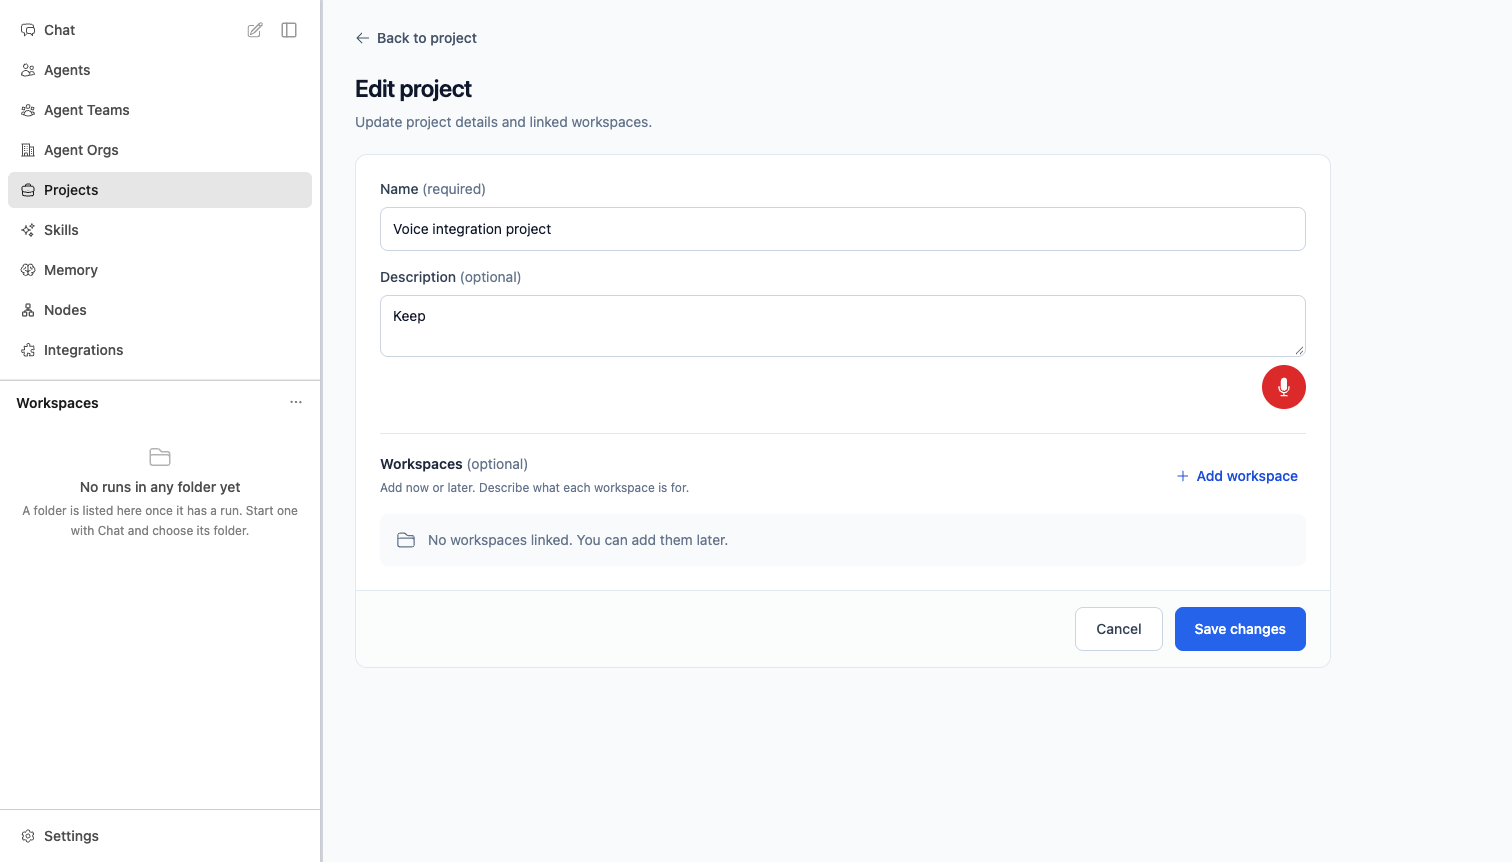 Chat
Agents
Agent Teams
Agent Orgs
Projects
Skills
Memory
Nodes
Integrations
Workspaces
No runs in any folder yet
A folder is listed here once it has a run. Start one
with Chat and choose its folder.
Settings
Back to project
Edit project
Update project details and linked workspaces.
Name (required)
Voice integration project
Description (optional)
Keep
Workspaces (optional)
Add now or later. Describe what each workspace is for.
Add workspace
No workspaces linked. You can add them later.
Cancel
Save changes